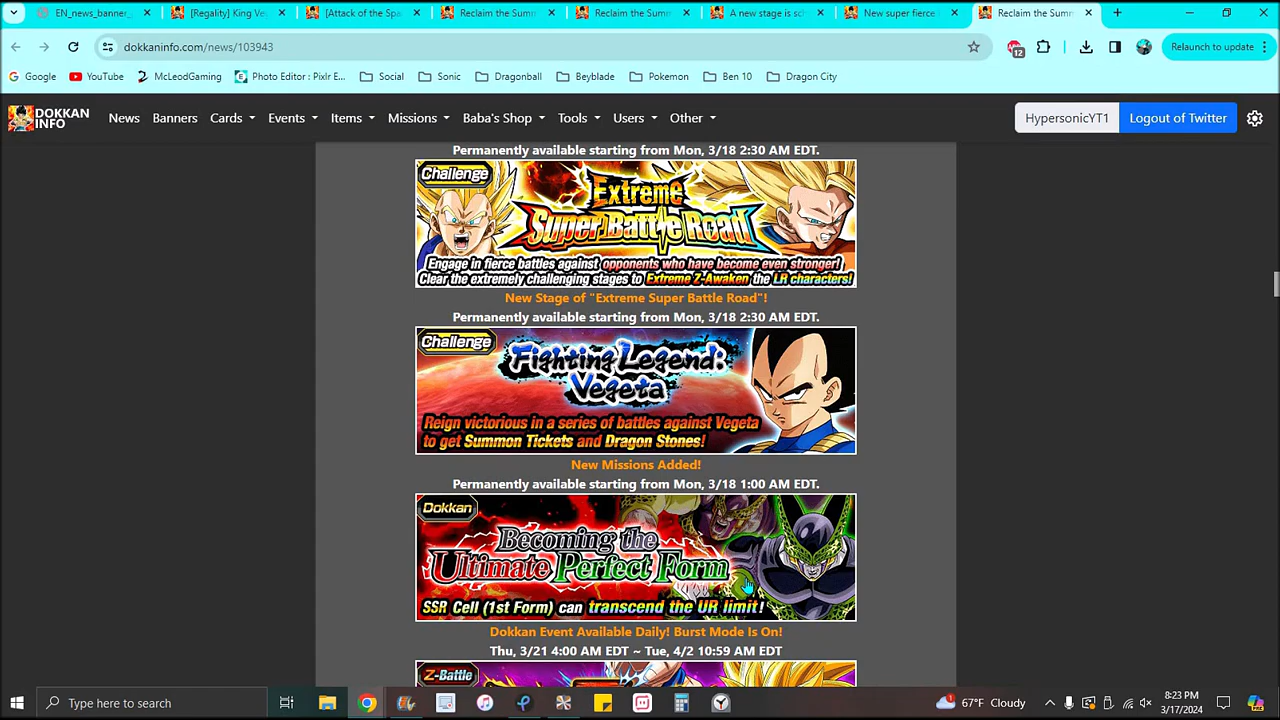 EN_news_banner_
[Regality] King Ve
[Attack of the Spa
Reclaim the Summ
Reclaim the Summ
A new stage is sch
New super fierce
Reclaim the Summ
dokkaninfo.com/news/103943
12
Relaunch to update
Google
YouTube
McLeodGaming
Photo Editor : Pixlr E...
Social
Sonic
Dragonball
Beyblade
Pokemon
Ben 10
Dragon City
DOKKAN
INFO
News
Banners
Cards
Events
Items
Missions
Baba's Shop
Tools
Users
Other
HypersonicYT1
Logout of Twitter
Permanently available starting from Mon, 3/18 2:30 AM EDT.
Challenge
Extreme
Super Battle Road
Engage in fierce battles against opponents who have become even stronger!
Clear the extremely challenging stages to Extreme Z-Awaken the LR characters!
New Stage of "Extreme Super Battle Road"!
Permanently available starting from Mon, 3/18 2:30 AM EDT.
Challenge
Fighting Legend:
Vegeta
Reign victorious in a series of battles against Vegeta
to get Summon Tickets and Dragon Stones!
New Missions Added!
Permanently available starting from Mon, 3/18 1:00 AM EDT.
Dokkan
Becoming the
Ultimate Perfect Form
SSR Cell (1st Form) can transcend the UR limit!
Dokkan Event Available Daily! Burst Mode Is On!
Thu, 3/21 4:00 AM EDT ~ Tue, 4/2 10:59 AM EDT
Z-Battle
Type here to search
1
67°F Cloudy
8:23 PM
3/17/2024